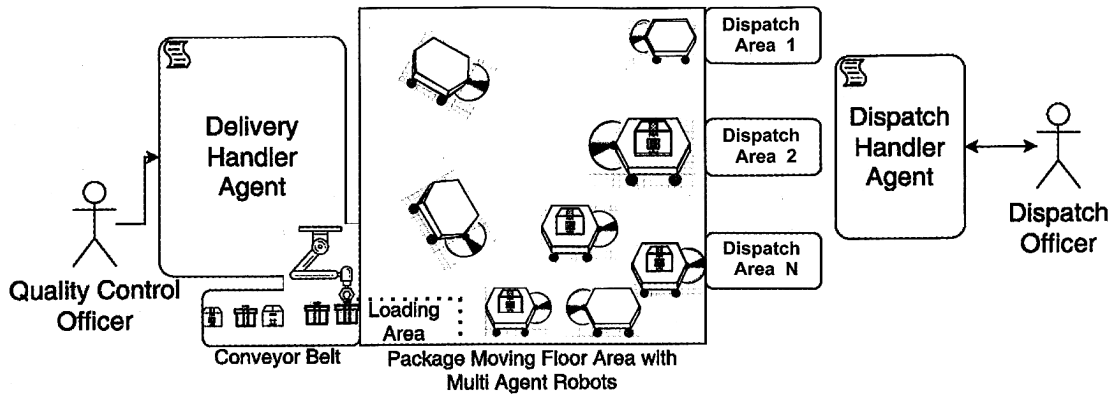 Delivery
Handler
Agent
Quality Control
Officer
Conveyor Belt
Loading
Area
Package Moving Floor Area with
Multi Agent Robots
Dispatch
Area 1
Dispatch
Area 2
Dispatch
Area N
Dispatch
Handler
Agent
Dispatch
Officer